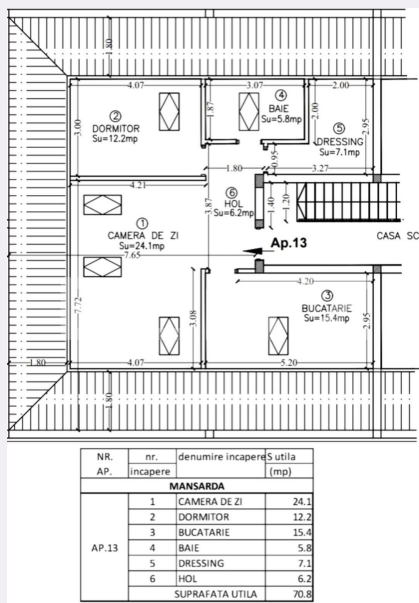 1.80
4.07
3.07
2.00
3.00
②
DORMITOR
Su=12.2mp
1.87
④
BAIE
Su=5.8mp
2.00
⑤
DRESSING
Su=7.1mp
2.95
1.80
0.95
3.27
4.21
⑥
HOL
Su=6.2mp
3.87
1.40
1.20
①
CAMERA DE ZI
Su=24.1mp
7.65
Ap.13
CASA SC
7.72
3.08
4.20
③
BUCATARIE
Su=15.4mp
2.95
1.80
4.07
5.20
1.80
NR. AP. nr. incapere denumire incapere S utila (mp)
MANSARDA
AP.13
1 CAMERA DE ZI 24.1
2 DORMITOR 12.2
3 BUCATARIE 15.4
4 BAIE 5.8
5 DRESSING 7.1
6 HOL 6.2
SUPRAFATA UTILA 70.8